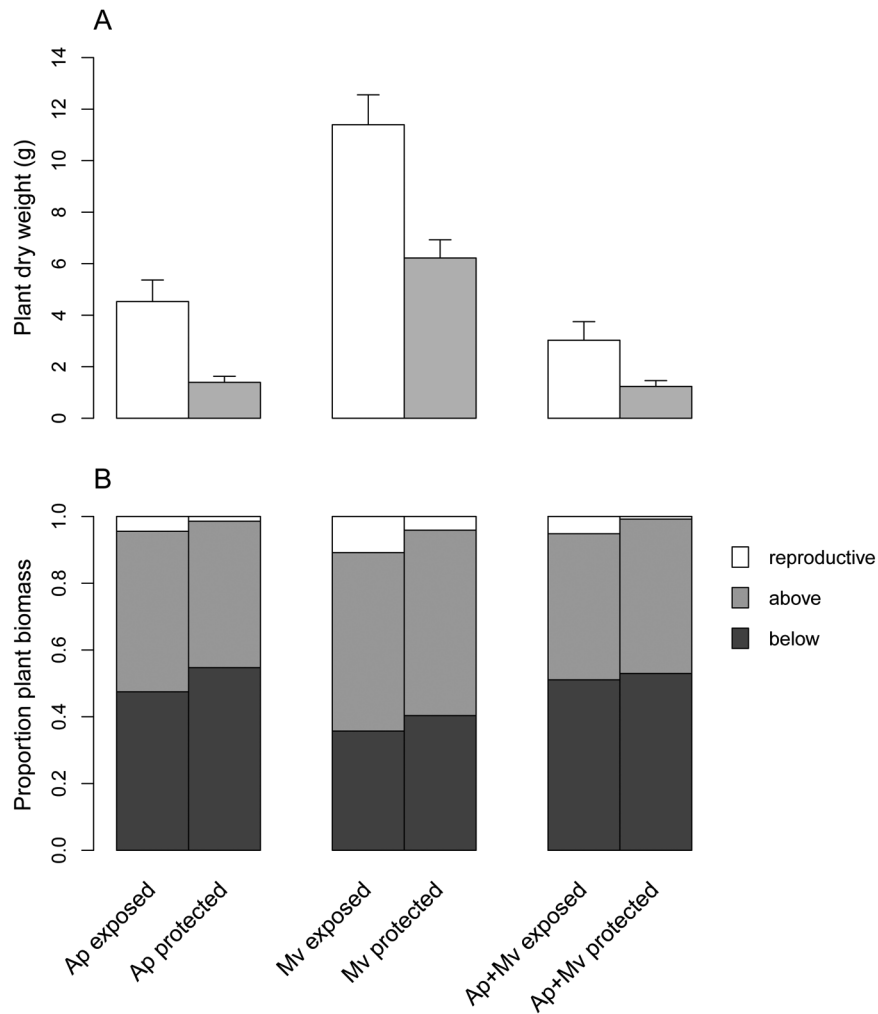 A
Plant dry weight (g)
14
12
10
8
6
4
2
0
B
Proportion plant biomass
1.0
0.8
0.6
0.4
0.2
0.0
reproductive
above
below
Ap exposed
Ap protected
Mv exposed
Mv protected
Ap+Mv exposed
Ap+Mv protected